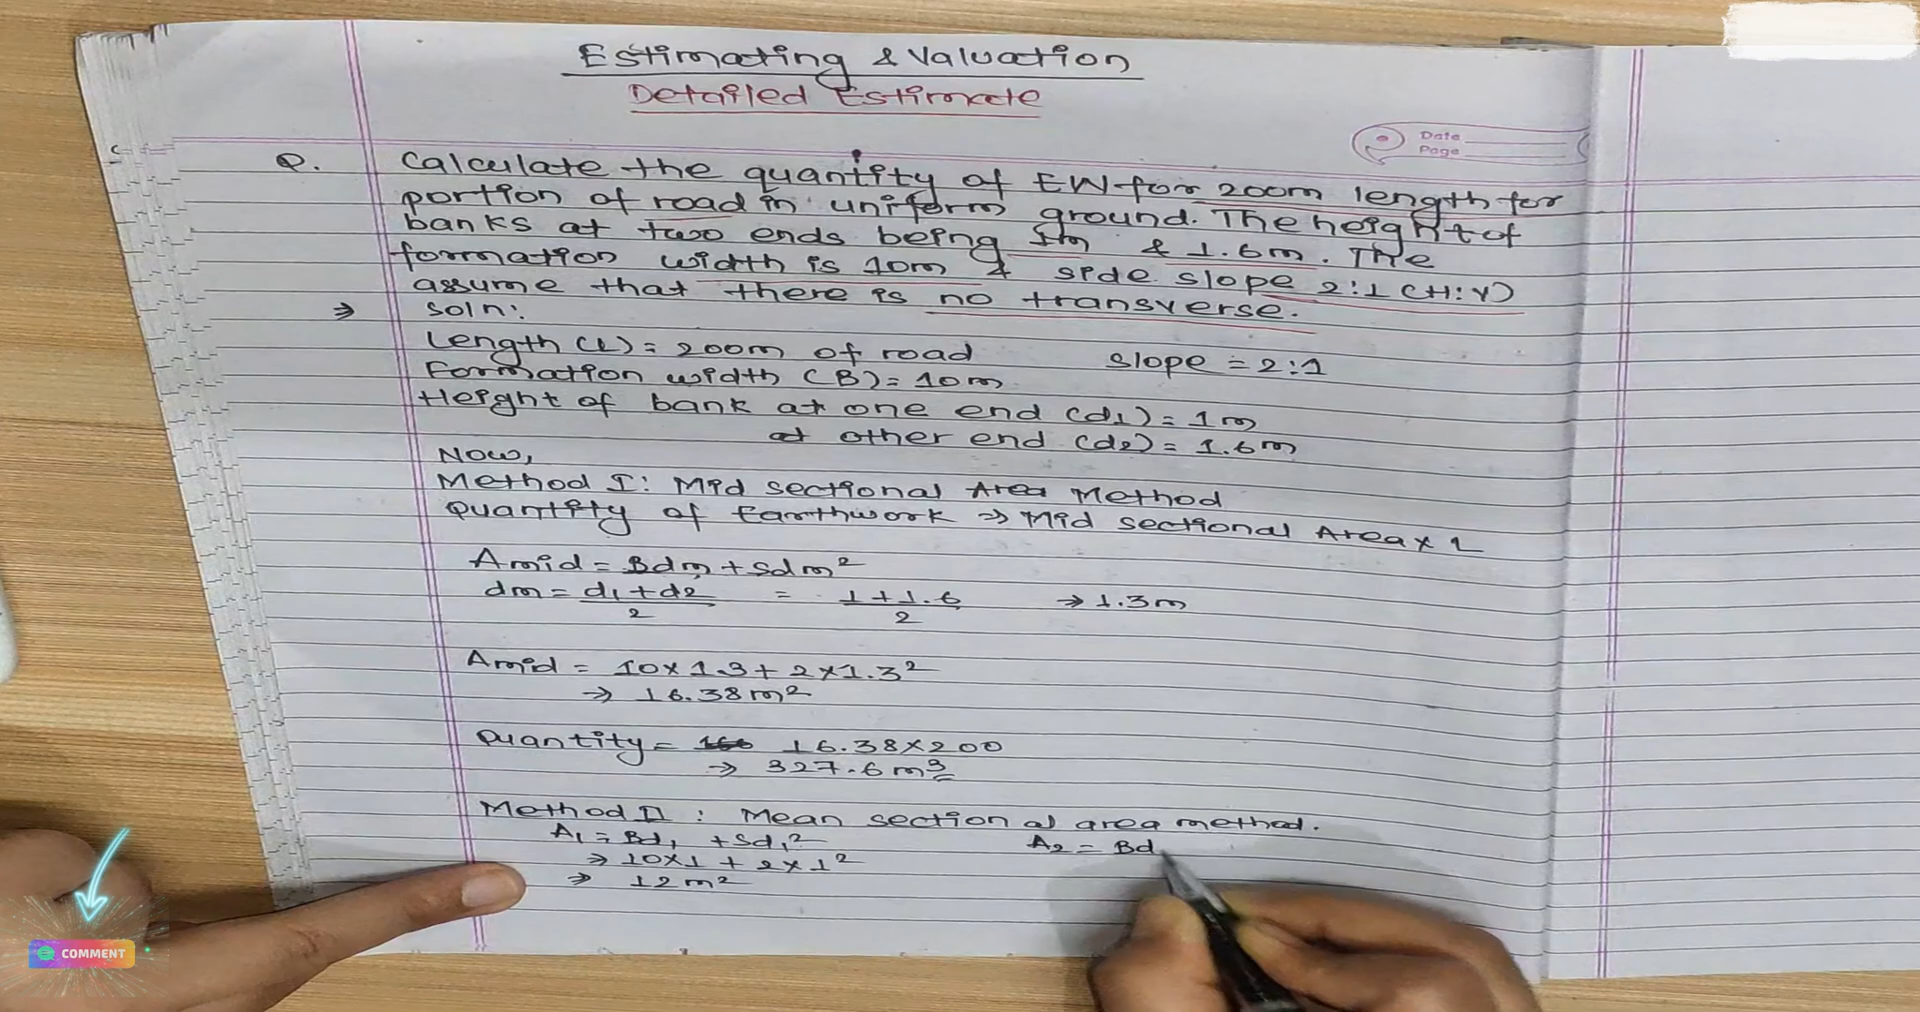 Estimating & Valuation
Detailed Estimate
Date
Page
Q. Calculate the quantity of EW for 200m length for
portion of road in uniform ground. The height of
banks at two ends being 1m & 1.6m. The
formation width is 10m & side slope 2:1 (H:V)
assume that there is no transverse.
⇒ Soln:
Length (L) = 200m of road slope = 2:1
Formation width (B) = 10m
Height of bank at one end (d1) = 1m
at other end (d2) = 1.6m
Now,
Method I: Mid sectional Area Method
Quantity of Earthwork ⇒ Mid sectional Area × L
Amid = Bdm + Sdm²
dm = d1+d2/2 = 1+1.6/2 → 1.3m
Amid = 10×1.3 + 2×1.3²
→ 16.38m²
Quantity = 16.38×200
→ 327.6m³
Method II : Mean sectional area method.
A1 = Bd1 + Sd1² A2 = Bd
⇒ 10×1 + 2×1²
⇒ 12m²
COMMENT